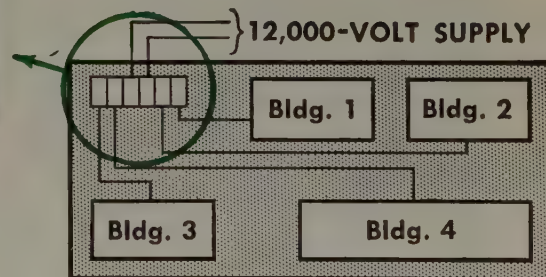 12,000-VOLT SUPPLY
Bldg. 1
Bldg. 2
Bldg. 3
Bldg. 4